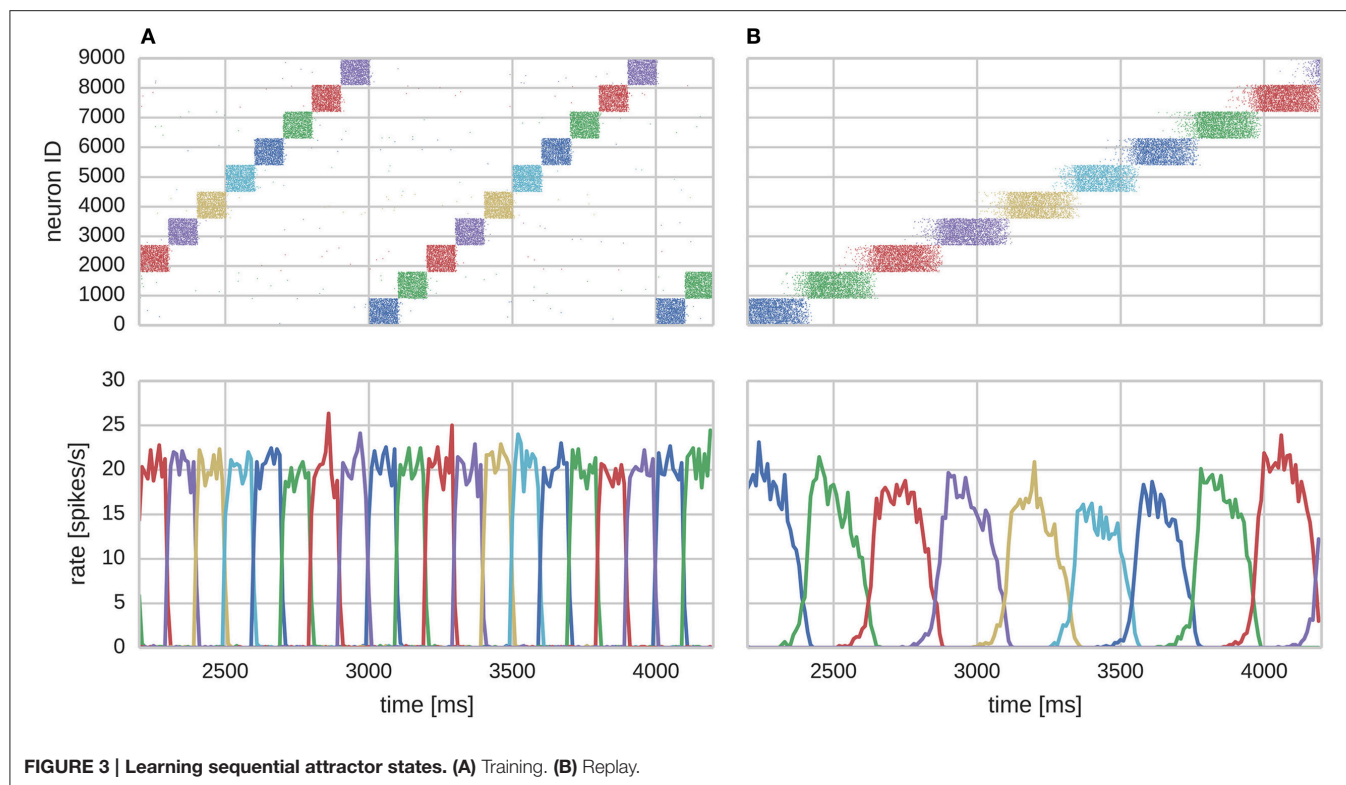 A
B
9000
8000
7000
6000
5000
4000
3000
2000
1000
0
neuron ID
30
25
20
15
10
5
0
rate [spikes/s]
2500 3000 3500 4000
time [ms]
2500 3000 3500 4000
time [ms]
FIGURE 3 | Learning sequential attractor states. (A) Training. (B) Replay.